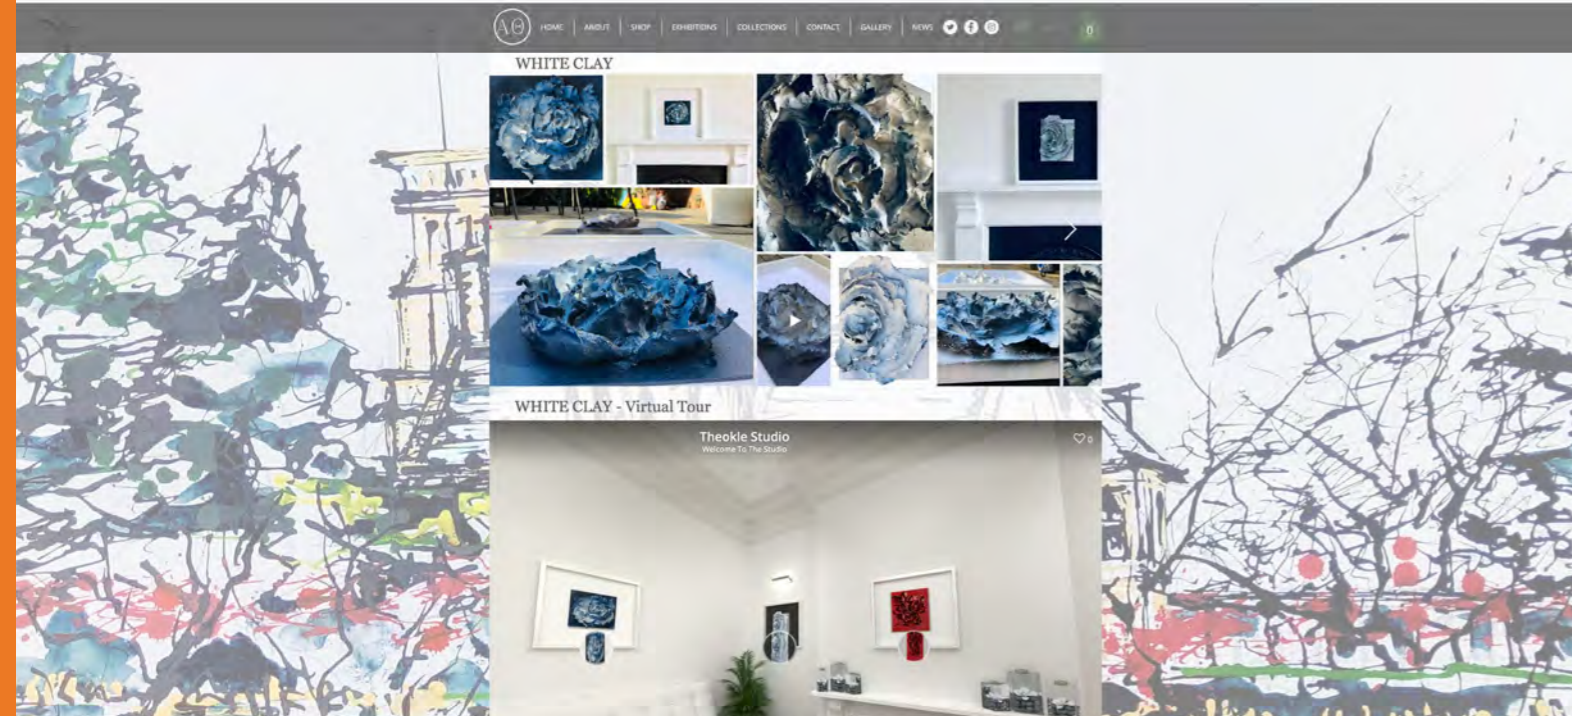 ΑΘ HOME ABOUT SHOP EXHIBITIONS COLLECTIONS CONTACT GALLERY NEWS 0
WHITE CLAY
WHITE CLAY - Virtual Tour
Theokle Studio
Welcome To The Studio
0